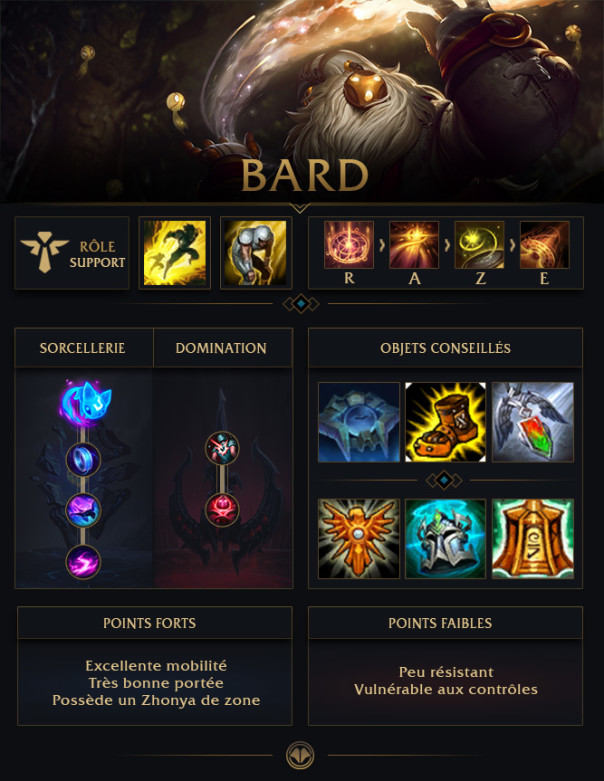 BARD
RÔLE
SUPPORT
R A Z E
SORCELLERIE
DOMINATION
OBJETS CONSEILLÉS
POINTS FORTS
Excellente mobilité
Très bonne portée
Possède un Zhonya de zone
POINTS FAIBLES
Peu résistant
Vulnérable aux contrôles